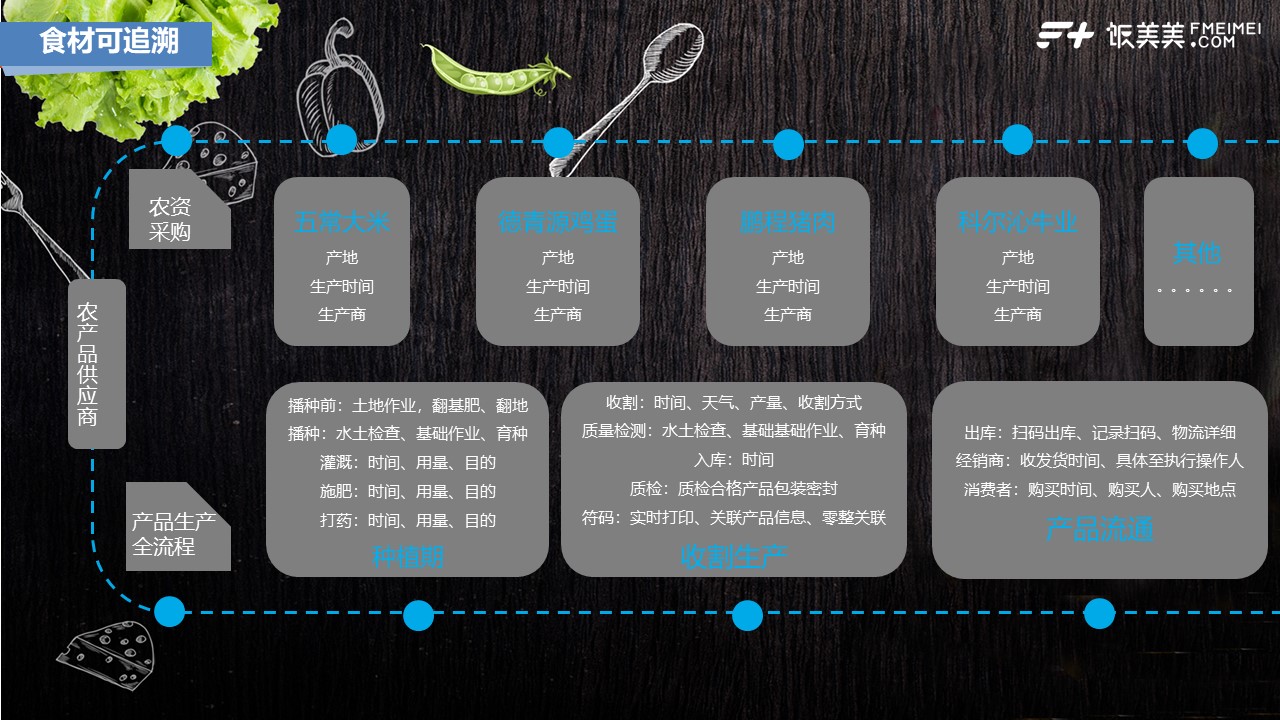 食材可追溯
饭美美 FMEIMEI
.COM
农资
采购
五常大米
产地
生产时间
生产商
德青源鸡蛋
产地
生产时间
生产商
鹏程猪肉
产地
生产时间
生产商
科尔沁牛业
产地
生产时间
生产商
其他
。。。。。。
农产品供应商
产品生产
全流程
播种前：土地作业，翻基肥、翻地
播种：水土检查、基础作业、育种
灌溉：时间、用量、目的
施肥：时间、用量、目的
打药：时间、用量、目的
种植期
收割：时间、天气、产量、收割方式
质量检测：水土检查、基础基础作业、育种
入库：时间
质检：质检合格产品包装密封
符码：实时打印、关联产品信息、零整关联
收割生产
出库：扫码出库、记录扫码、物流详细
经销商：收发货时间、具体至执行操作人
消费者：购买时间、购买人、购买地点
产品流通